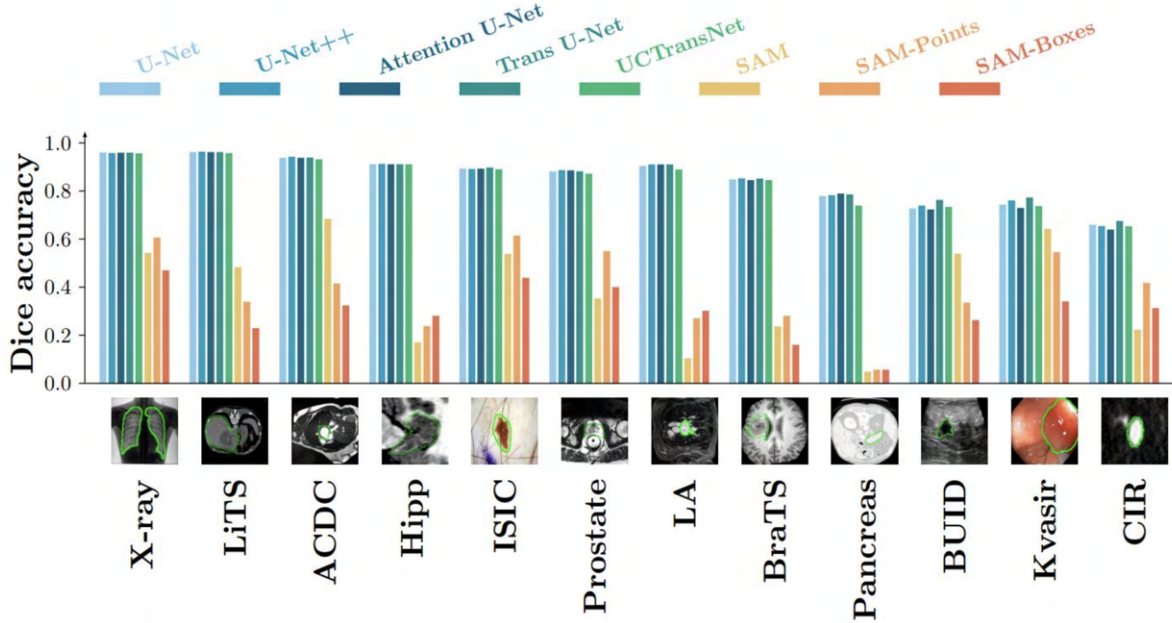 U-Net
U-Net++
Attention U-Net
Trans U-Net
UCTransNet
SAM
SAM-Points
SAM-Boxes
Dice accuracy
1.0
0.8
0.6
0.4
0.2
0.0
X-ray
LiTS
ACDC
Hipp
ISIC
Prostate
LA
BraTS
Pancreas
BUID
Kvasir
CIR